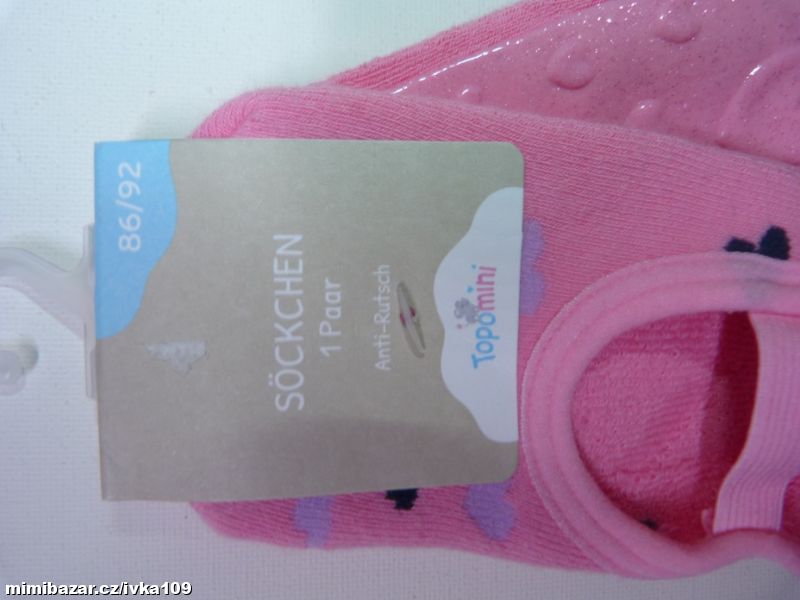 86/92
SÖCKCHEN
1 Paar
Anti-Rutsch
Topomini
mimibazar.cz/ivka109